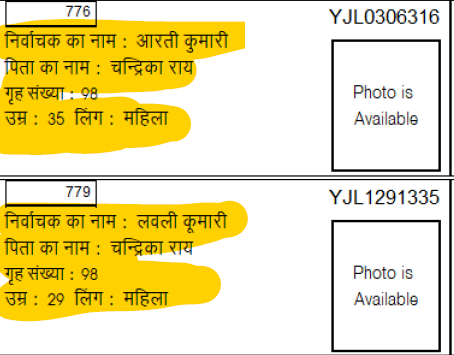 776
YJL0306316
निर्वाचक का नाम : आरती कुमारी
पिता का नाम : चन्द्रिका राय
गृह संख्या : 98
उम्र : 35 लिंग : महिला
Photo is
Available
779
YJL1291335
निर्वाचक का नाम : लवली कूमारी
पिता का नाम : चन्द्रिका राय
गृह संख्या : 98
उम्र : 29 लिंग : महिला
Photo is
Available